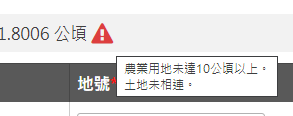 1.8006 公頃
農業用地未達10公頃以上。
土地未相連。
地號*